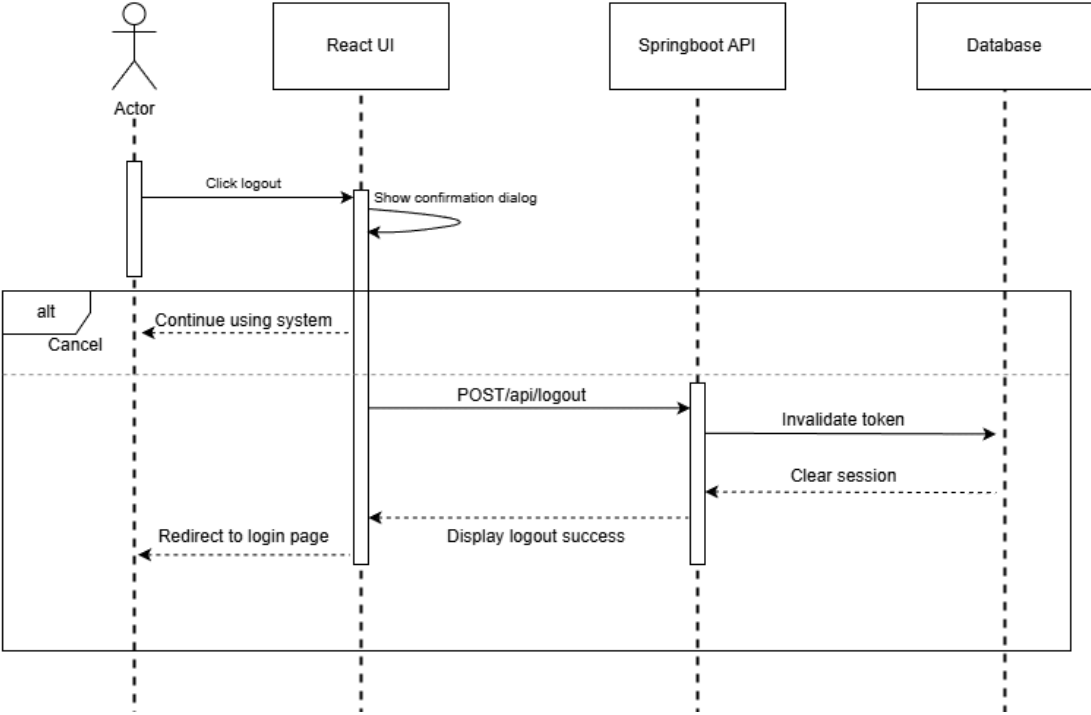 React UI
Springboot API
Database
Actor
Click logout
Show confirmation dialog
alt
Continue using system
Cancel
POST/api/logout
Invalidate token
Clear session
Redirect to login page
Display logout success